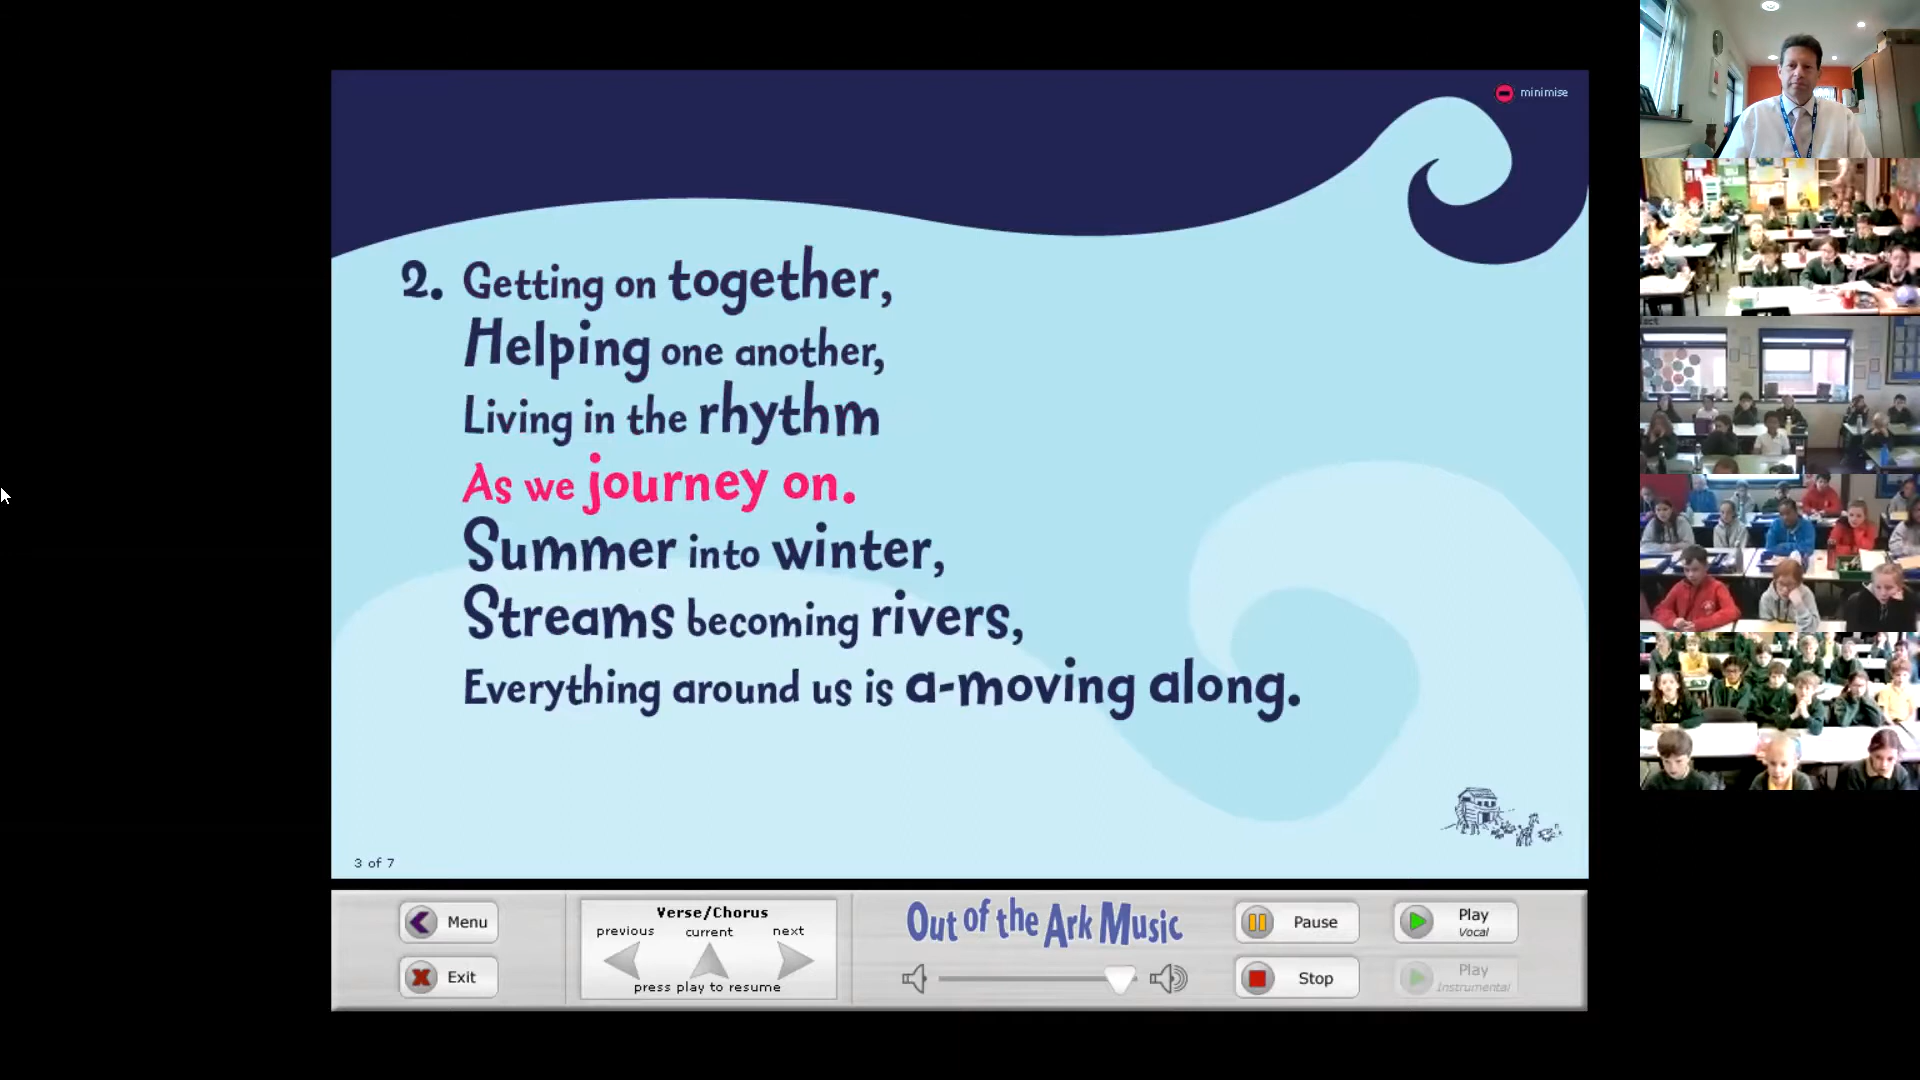 minimise
2. Getting on together,
Helping one another,
Living in the rhythm
As we journey on.
Summer into winter,
Streams becoming rivers,
Everything around us is a-moving along.
3 of 7
Menu
Exit
Verse/Chorus
previous current next
press play to resume
Out of the Ark Music
Pause
Stop
Play
Vocal
Play
Instrumental